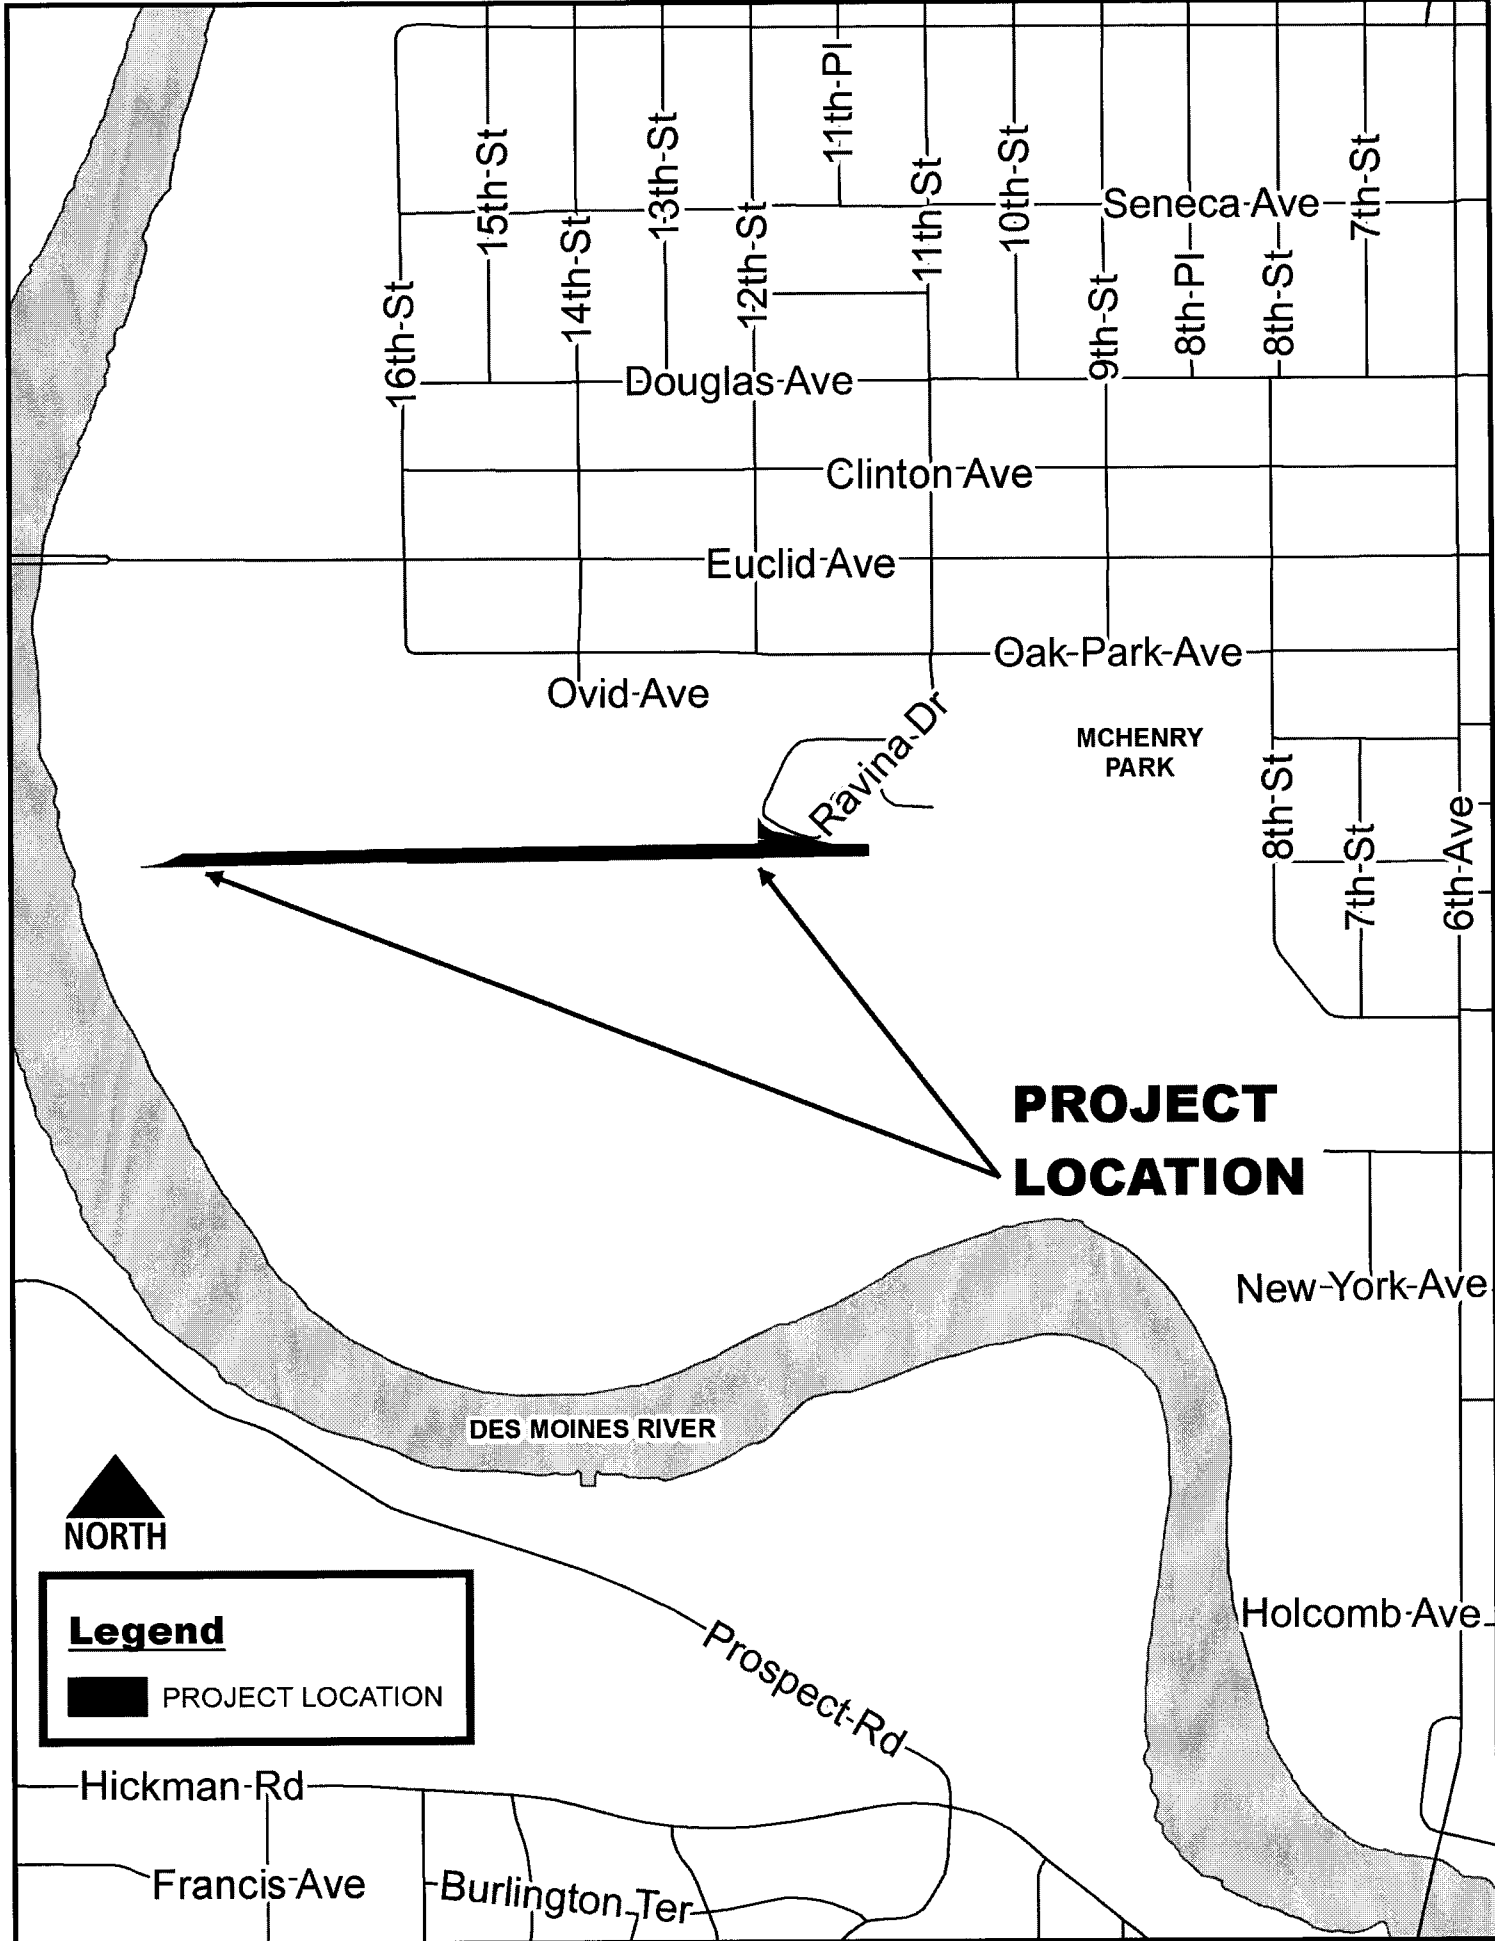 11th-Pl
15th-St
13th-St
10th-St
7th-St
11th-St
Seneca-Ave
14th-St
12th-St
16th-St
9th-St
8th-Pl
8th-St
Douglas-Ave
Clinton-Ave
Euclid-Ave
Oak-Park-Ave
Ovid-Ave
Ravina-Dr
MCHENRY
PARK
8th-St
7th-St
6th-Ave
PROJECT
LOCATION
New-York-Ave
DES MOINES RIVER
NORTH
Legend
PROJECT LOCATION
Holcomb-Ave
Prospect-Rd
Hickman-Rd
Francis-Ave
Burlington-Ter